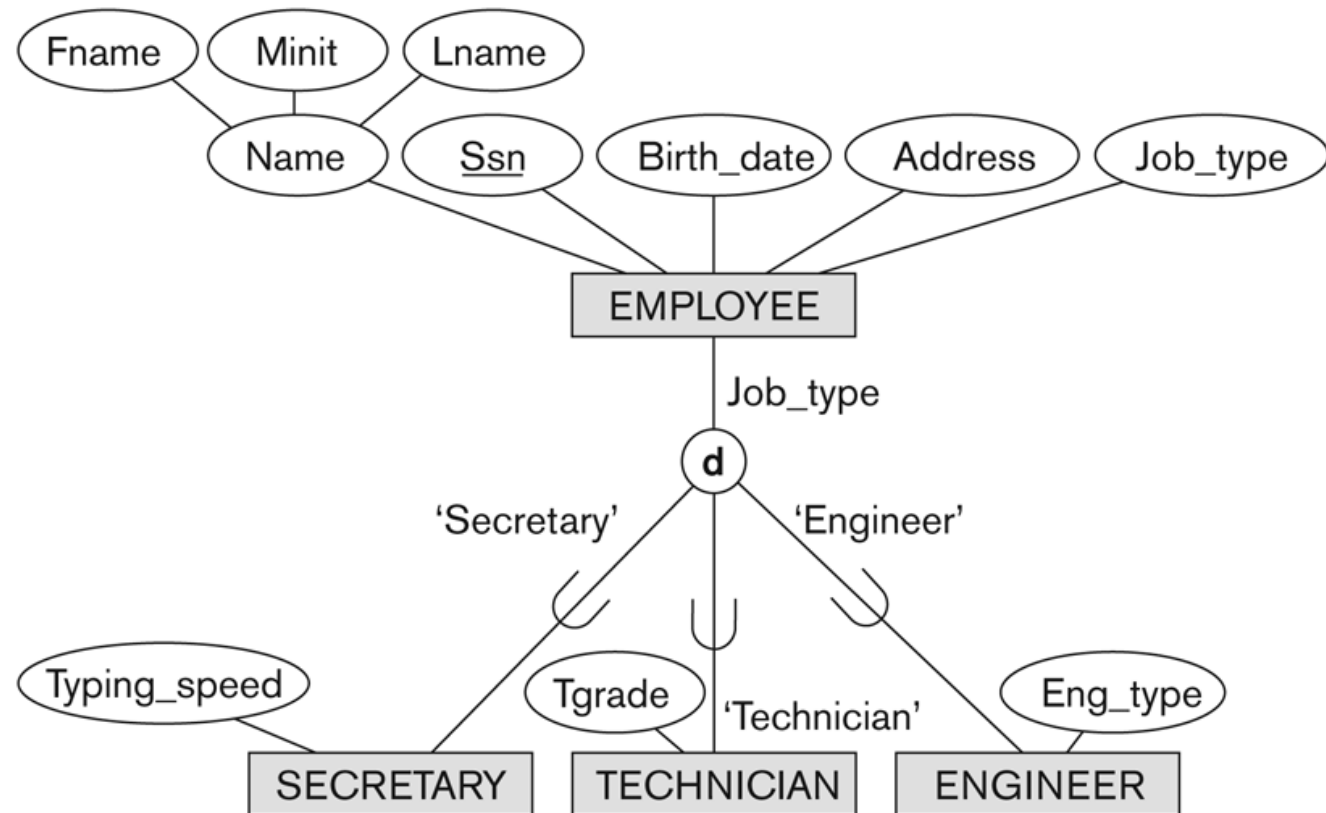 Fname Minit Lname
Name Ssn Birth_date Address Job_type
EMPLOYEE
Job_type
d
‘Secretary’ ‘Engineer’
Typing_speed Tgrade Eng_type
‘Technician’
SECRETARY TECHNICIAN ENGINEER